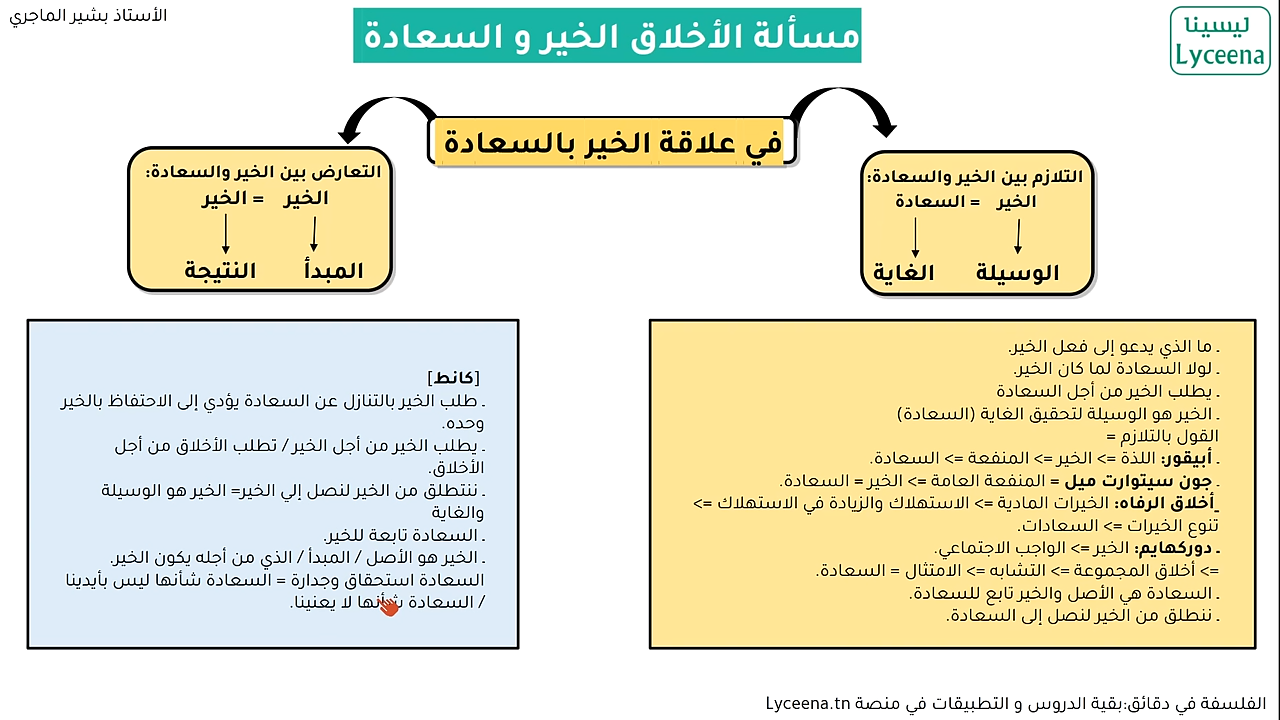 الأستاذ بشير الماجري
مسألة الأخلاق الخير و السعادة
ليسينا
Lyceena
في علاقة الخير بالسعادة
التلازم بين الخير والسعادة:
الخير = السعادة
الوسيلة الغاية
التعارض بين الخير والسعادة:
الخير = الخير
المبدأ النتيجة
ـ ما الذي يدعو إلى فعل الخير.
ـ لولا السعادة لما كان الخير.
ـ يطلب الخير من أجل السعادة
ـ الخير هو الوسيلة لتحقيق الغاية (السعادة)
القول بالتلازم =
ـ أبيقور: اللذة => الخير => المنفعة => السعادة.
ـ جون سيتوارت ميل = المنفعة العامة => الخير = السعادة.
_أخلاق الرفاه: الخيرات المادية => الاستهلاك والزيادة في الاستهلاك =>
تنوع الخيرات => السعادات.
ـ دوركهايم: الخير => الواجب الاجتماعي.
=> أخلاق المجموعة => التشابه => الامتثال = السعادة.
ـ السعادة هي الأصل والخير تابع للسعادة.
ـ ننطلق من الخير لنصل إلى السعادة.
[كانط]
ـ طلب الخير بالتنازل عن السعادة يؤدي إلى الاحتفاظ بالخير
وحده.
ـ يطلب الخير من أجل الخير / تطلب الأخلاق من أجل
الأخلاق.
ـ ننتطلق من الخير لنصل إلي الخير= الخير هو الوسيلة
والغاية
ـ السعادة تابعة للخير.
ـ الخير هو الأصل / المبدأ / الذي من أجله يكون الخير.
السعادة استحقاق وجدارة = السعادة شأنها ليس بأيدينا
/ السعادة شأنها لا يعنينا.
الفلسفة في دقائق:بقية الدروس و التطبيقات في منصة Lyceena.tn